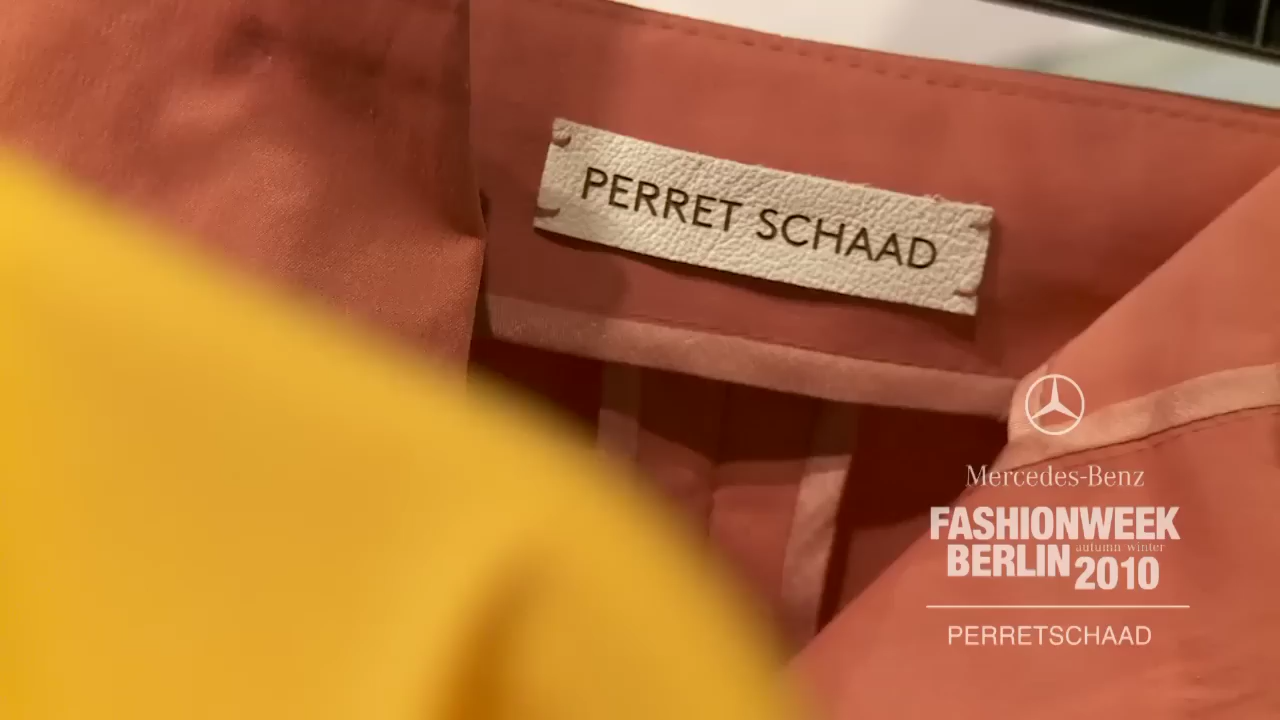 PERRET SCHAAD
Mercedes-Benz
FASHIONWEEK
autumn winter
BERLIN 2010
PERRETSCHAAD